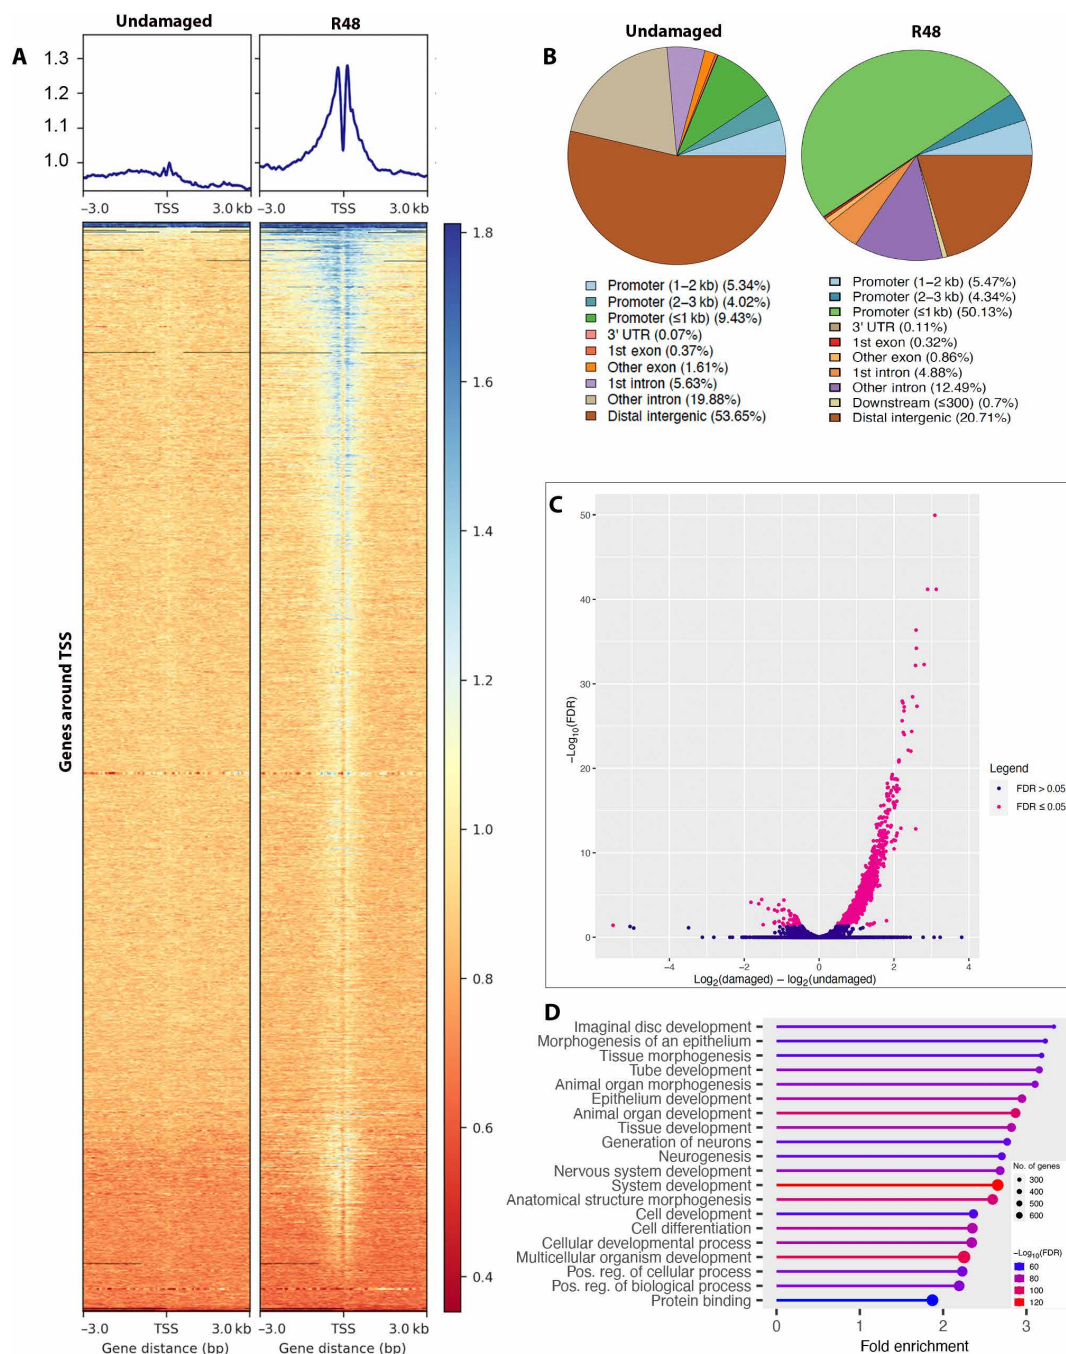 A
Undamaged
R48
1.3
1.2
1.1
1.0
−3.0 TSS 3.0 kb
−3.0 TSS 3.0 kb
Genes around TSS
1.8
1.6
1.4
1.2
1.0
0.8
0.6
0.4
−3.0 TSS 3.0 kb
−3.0 TSS 3.0 kb
Gene distance (bp)
Gene distance (bp)
B
Undamaged
R48
Promoter (1−2 kb) (5.34%)
Promoter (2−3 kb) (4.02%)
Promoter (≤1 kb) (9.43%)
3' UTR (0.07%)
1st exon (0.37%)
Other exon (1.61%)
1st intron (5.63%)
Other intron (19.88%)
Distal intergenic (53.65%)
Promoter (1−2 kb) (5.47%)
Promoter (2−3 kb) (4.34%)
Promoter (≤1 kb) (50.13%)
3' UTR (0.11%)
1st exon (0.32%)
Other exon (0.86%)
1st intron (4.88%)
Other intron (12.49%)
Downstream (≤300) (0.7%)
Distal intergenic (20.71%)
C
50
40
30
20
10
0
−Log10(FDR)
−4 −2 0 2 4
Log2(damaged) − log2(undamaged)
Legend
FDR > 0.05
FDR ≤ 0.05
D
Imaginal disc development
Morphogenesis of an epithelium
Tissue morphogenesis
Tube development
Animal organ morphogenesis
Epithelium development
Animal organ development
Tissue development
Generation of neurons
Neurogenesis
Nervous system development
System development
Anatomical structure morphogenesis
Cell development
Cell differentiation
Cellular developmental process
Multicellular organism development
Pos. reg. of cellular process
Pos. reg. of biological process
Protein binding
0 1 2 3
Fold enrichment
No. of genes
300
400
500
600
−Log10(FDR)
60
80
100
120